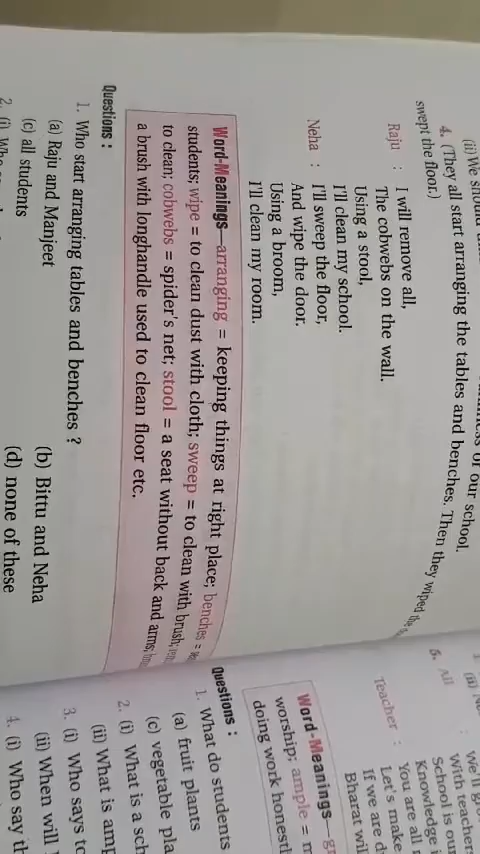 (ii) We
of our school.
4. (They all start arranging the tables and benches. Then they wiped the
swept the floor.)
Raju : I will remove all,
The cobwebs on the wall.
Using a stool,
I'll clean my school.
Neha : I'll sweep the floor,
And wipe the door.
Using a broom,
I'll clean my room.
Word-Meanings—arranging = keeping things at right place; benches =
students; wipe = to clean dust with cloth; sweep = to clean with brush;
to clean; cobwebs = spider's net; stool = a seat without back and arms;
a brush with longhandle used to clean floor etc.
Questions :
1. Who start arranging tables and benches ?
(a) Raju and Manjeet (b) Bittu and Neha
(c) all students (d) none of these
2. (i)
We'll
With teacher
5. All
School is our
Knowledge
Teacher : You are all
Let's make
If we are
Bharat wil
Word-Meanings—
worship; ample =
doing work honestl
Questions :
1. What do students
(a) fruit plants
(c) vegetable pla
2. (i) What is a sch
(ii) What is amp
3. (i) Who says to
(ii) When will
4. (i) Who say th